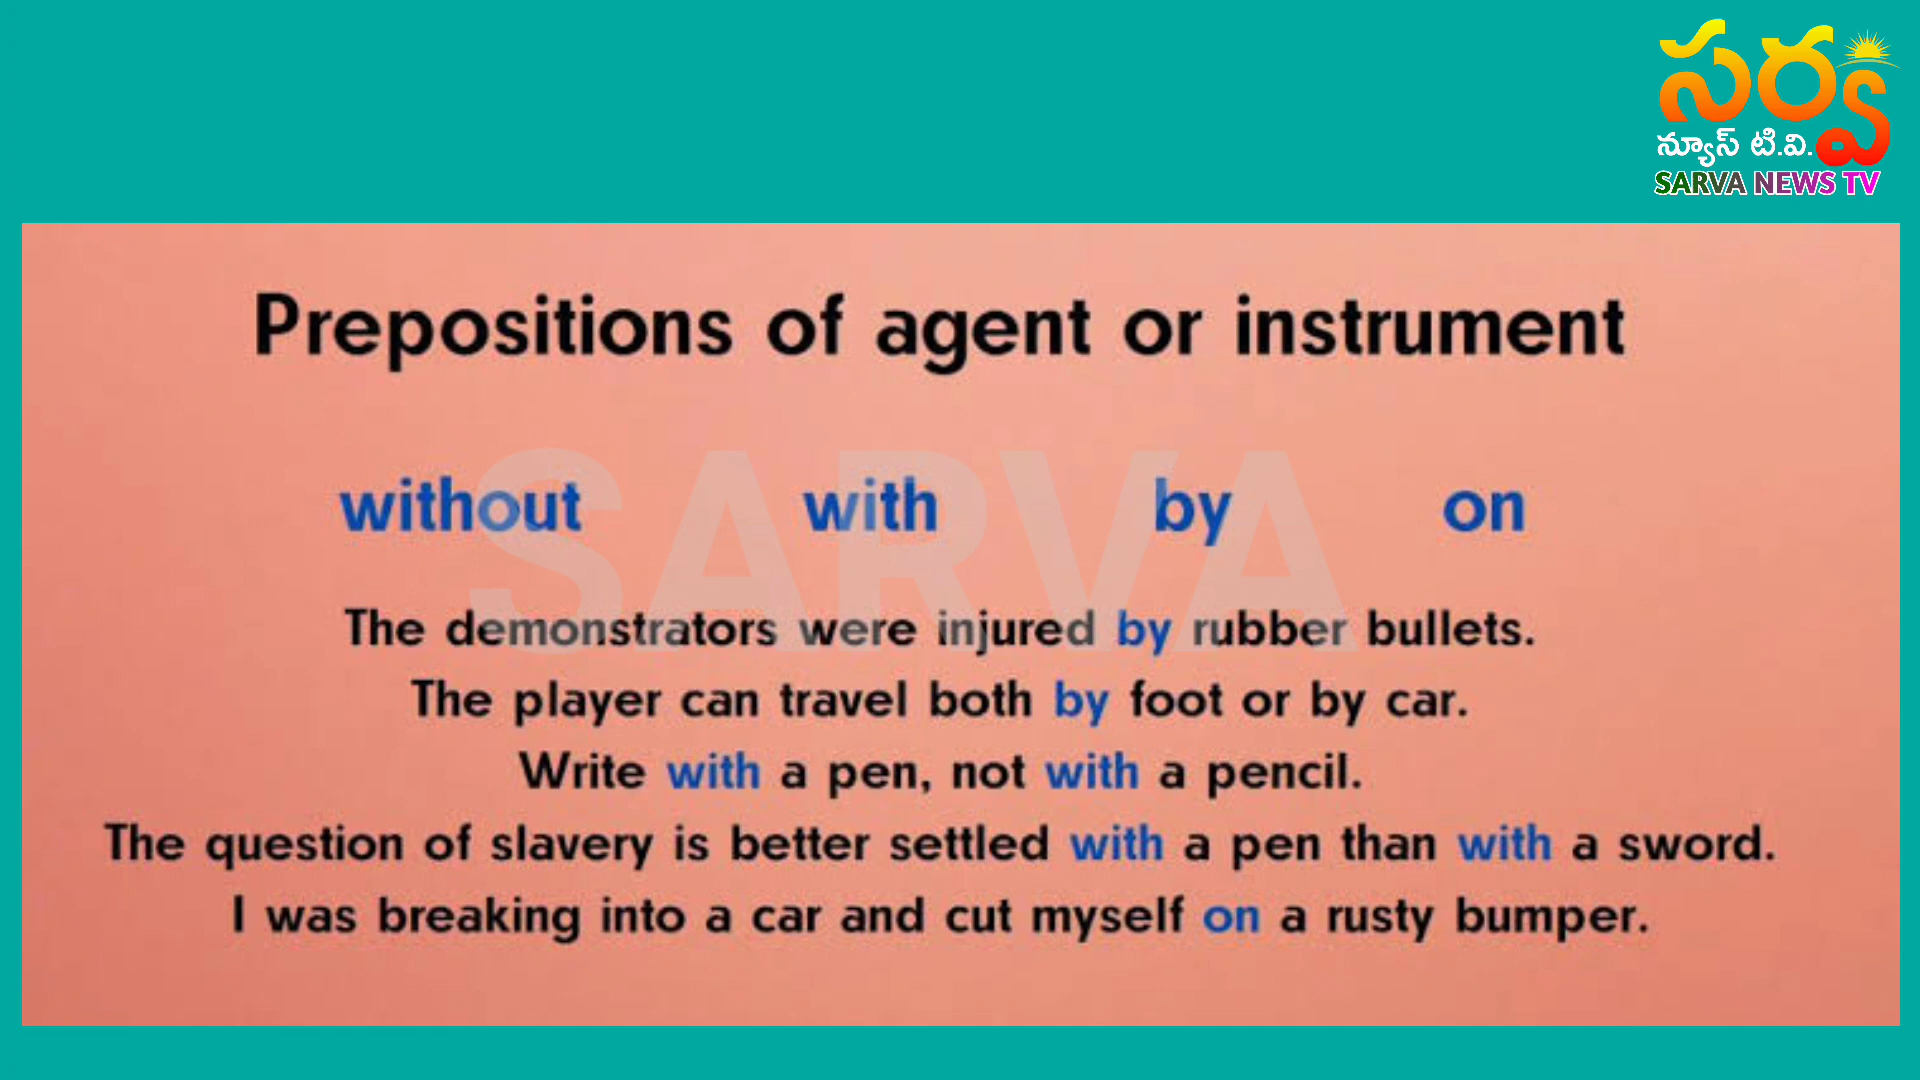 సర్వ
న్యూస్ టి.వి.
SARVA NEWS TV
Prepositions of agent or instrument
without with by on
SARVA
The demonstrators were injured by rubber bullets.
The player can travel both by foot or by car.
Write with a pen, not with a pencil.
The question of slavery is better settled with a pen than with a sword.
I was breaking into a car and cut myself on a rusty bumper.